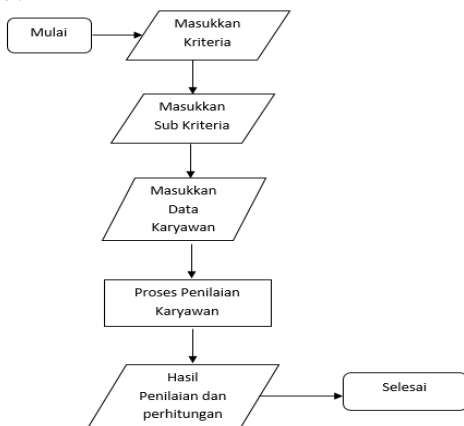 Mulai
Masukkan
Kriteria
Masukkan
Sub Kriteria
Masukkan
Data
Karyawan
Proses Penilaian
Karyawan
Hasil
Penilaian dan
perhitungan
Selesai